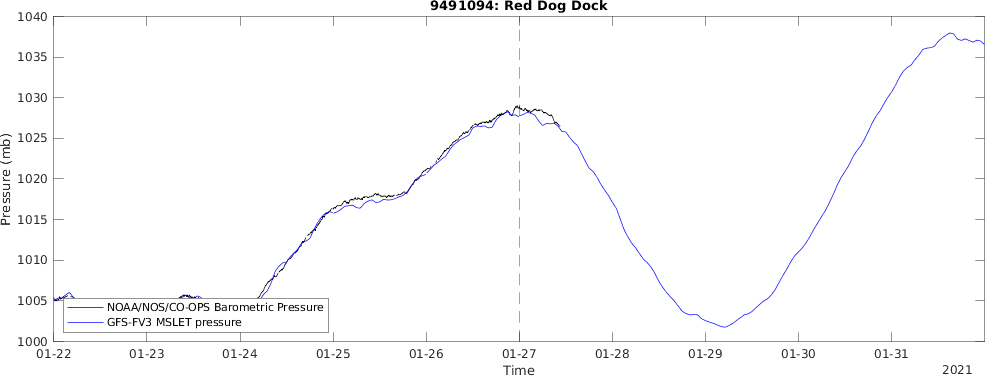 9491094: Red Dog Dock
Pressure (mb)
1040
1035
1030
1025
1020
1015
1010
1005
1000
NOAA/NOS/CO-OPS Barometric Pressure
GFS-FV3 MSLET pressure
01-22 01-23 01-24 01-25 01-26 01-27 01-28 01-29 01-30 01-31
Time
2021